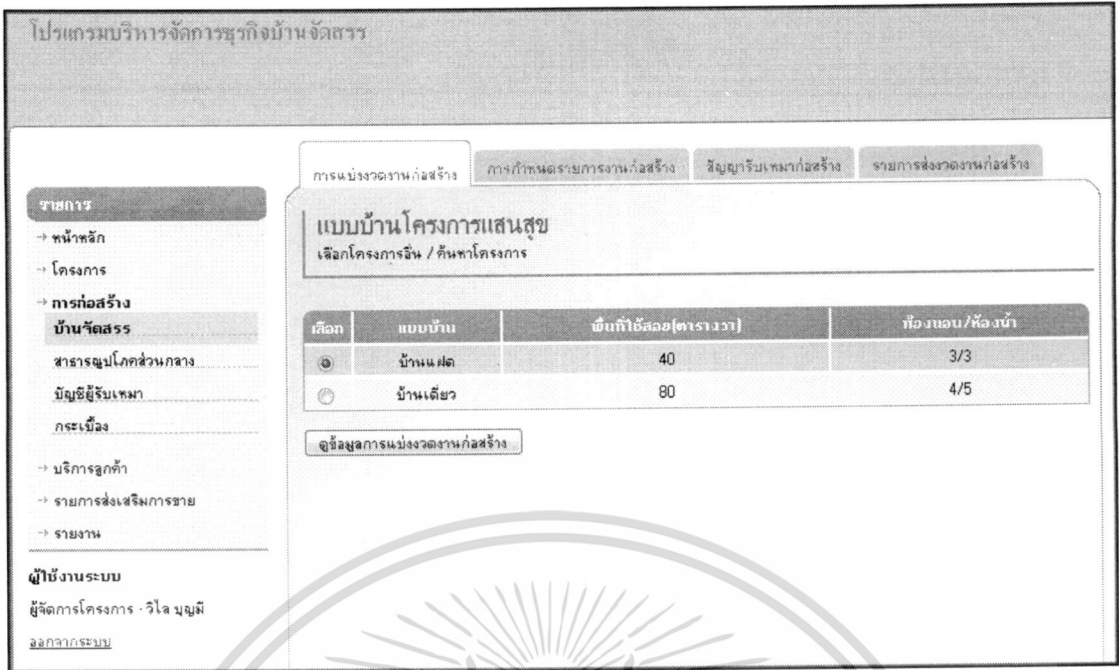 โปรแกรมบริหารจัดการธุรกิจบ้านจัดสรร
การแบ่งงวดงานก่อสร้าง การกำหนดรายการงานก่อสร้าง สัญญารับเหมาก่อสร้าง รายการส่งงวดงานก่อสร้าง
รายการ
→ หน้าหลัก
→ โครงการ
→ การก่อสร้าง
บ้านจัดสรร
สาธารณูปโภคส่วนกลาง
บัญชีผู้รับเหมา
กระเบื้อง
→ บริการลูกค้า
→ รายการส่งเสริมการขาย
→ รายงาน
ผู้ใช้งานระบบ
ผู้จัดการโครงการ - วิไล บุญมี
ออกจากระบบ
แบบบ้านโครงการแสนสุข
เลือกโครงการอื่น / ค้นหาโครงการ
เลือก แบบบ้าน พื้นที่ใช้สอย(ตารางวา) ห้องนอน/ห้องน้ำ
บ้านแฝด 40 3/3
บ้านเดี่ยว 80 4/5
ดูข้อมูลการแบ่งงวดงานก่อสร้าง